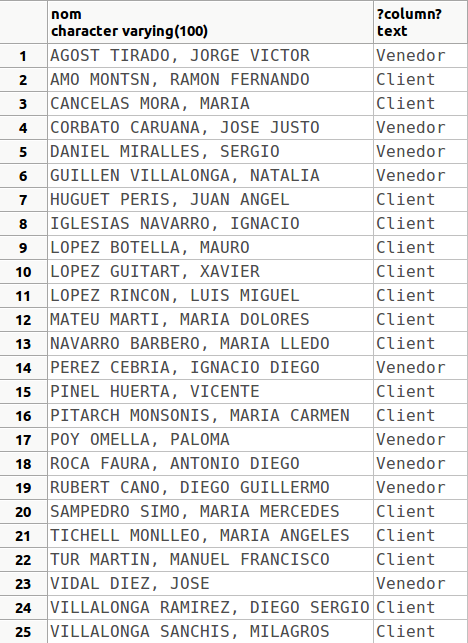 nom ?column?
character varying(100) text
1 AGOST TIRADO, JORGE VICTOR Venedor
2 AMO MONTSN, RAMON FERNANDO Client
3 CANCELAS MORA, MARIA Client
4 CORBATO CARUANA, JOSE JUSTO Venedor
5 DANIEL MIRALLES, SERGIO Venedor
6 GUILLEN VILLALONGA, NATALIA Venedor
7 HUGUET PERIS, JUAN ANGEL Client
8 IGLESIAS NAVARRO, IGNACIO Client
9 LOPEZ BOTELLA, MAURO Client
10 LOPEZ GUITART, XAVIER Client
11 LOPEZ RINCON, LUIS MIGUEL Client
12 MATEU MARTI, MARIA DOLORES Client
13 NAVARRO BARBERO, MARIA LLEDO Client
14 PEREZ CEBRIA, IGNACIO DIEGO Venedor
15 PINEL HUERTA, VICENTE Client
16 PITARCH MONSONIS, MARIA CARMEN Client
17 POY OMELLA, PALOMA Venedor
18 ROCA FAURA, ANTONIO DIEGO Venedor
19 RUBERT CANO, DIEGO GUILLERMO Venedor
20 SAMPEDRO SIMO, MARIA MERCEDES Client
21 TICHELL MONLLEO, MARIA ANGELES Client
22 TUR MARTIN, MANUEL FRANCISCO Client
23 VIDAL DIEZ, JOSE Venedor
24 VILLALONGA RAMIREZ, DIEGO SERGIO Client
25 VILLALONGA SANCHIS, MILAGROS Client